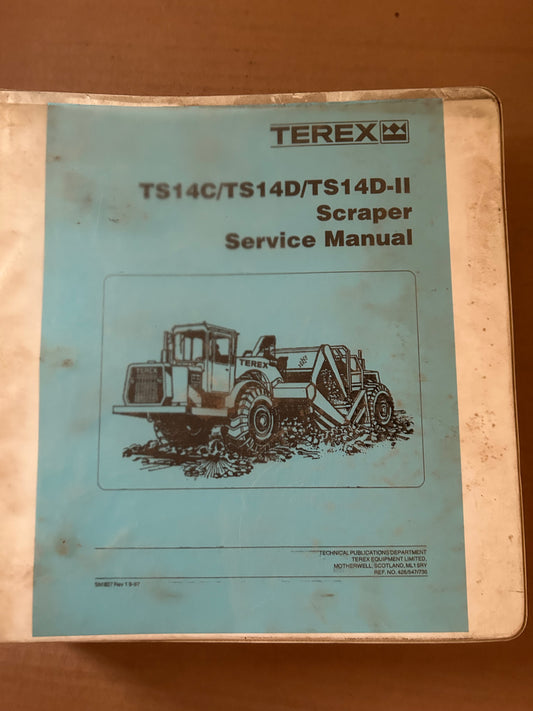 TEREX
TS14C/TS14D/TS14D-II
Scraper
Service Manual
TEREX
TEREX
TECHNICAL PUBLICATIONS DEPARTMENT
TEREX EQUIPMENT LIMITED,
MOTHERWELL, SCOTLAND, ML1 5RY
REF. NO. 428/547/736
Rev 1 9-97